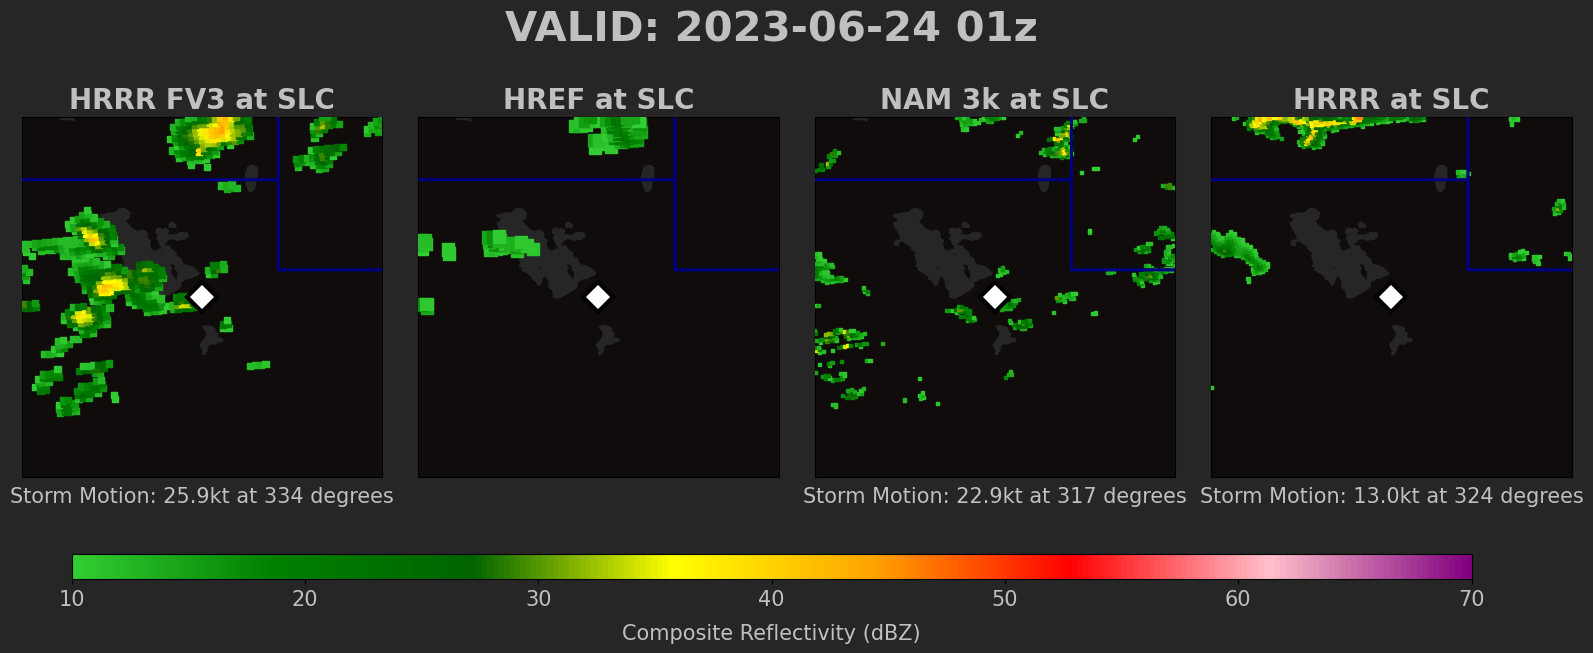 VALID: 2023-06-24 01z
HRRR FV3 at SLC
HREF at SLC
NAM 3k at SLC
HRRR at SLC
Storm Motion: 25.9kt at 334 degrees
Storm Motion: 22.9kt at 317 degrees
Storm Motion: 13.0kt at 324 degrees
10 20 30 40 50 60 70
Composite Reflectivity (dBZ)